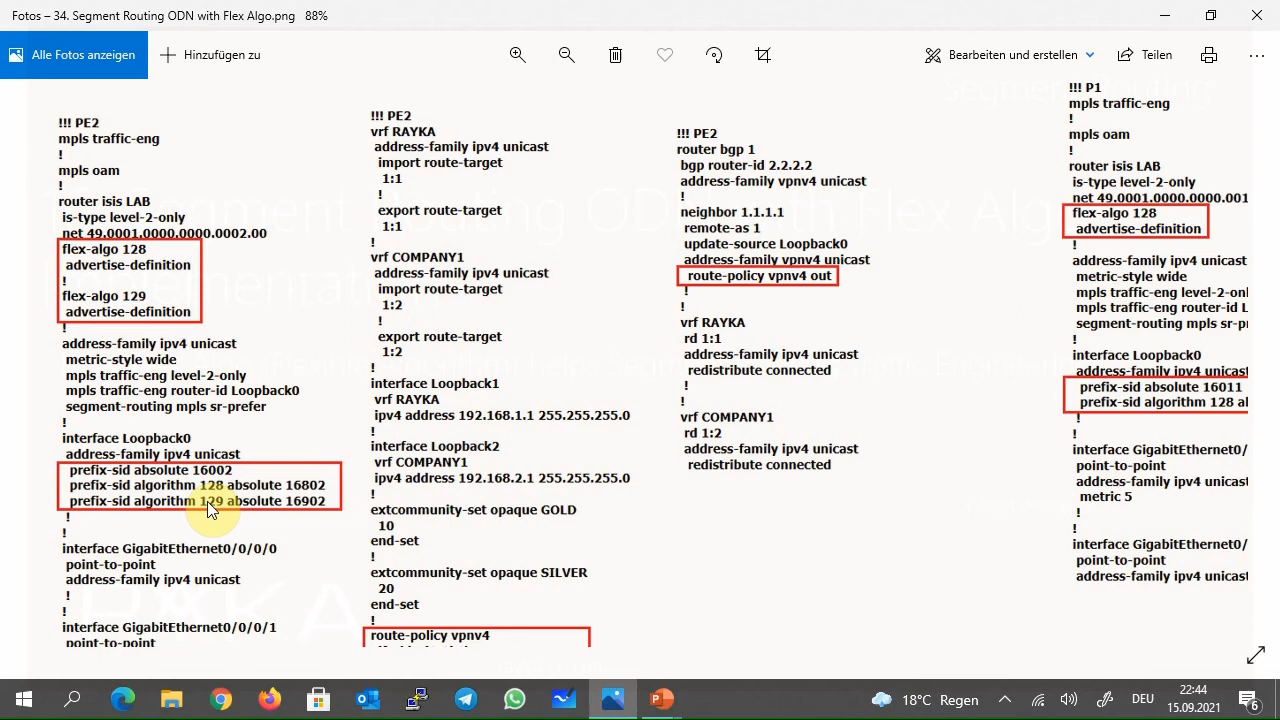 Fotos – 34. Segment Routing ODN with Flex Algo.png 88%
Alle Fotos anzeigen
Hinzufügen zu
Bearbeiten und erstellen
Teilen
!!! PE2
mpls traffic-eng
!
mpls oam
!
router isis LAB
is-type level-2-only
net 49.0001.0000.0000.0002.00
flex-algo 128
advertise-definition
!
flex-algo 129
advertise-definition
!
address-family ipv4 unicast
metric-style wide
mpls traffic-eng level-2-only
mpls traffic-eng router-id Loopback0
segment-routing mpls sr-prefer
!
interface Loopback0
address-family ipv4 unicast
prefix-sid absolute 16002
prefix-sid algorithm 128 absolute 16802
prefix-sid algorithm 129 absolute 16902
!
!
interface GigabitEthernet0/0/0/0
point-to-point
address-family ipv4 unicast
!
!
interface GigabitEthernet0/0/0/1
point-to-point
!!! PE2
vrf RAYKA
address-family ipv4 unicast
import route-target
1:1
!
export route-target
1:1
!
vrf COMPANY1
address-family ipv4 unicast
import route-target
1:2
!
export route-target
1:2
!
interface Loopback1
vrf RAYKA
ipv4 address 192.168.1.1 255.255.255.0
!
interface Loopback2
vrf COMPANY1
ipv4 address 192.168.2.1 255.255.255.0
!
extcommunity-set opaque GOLD
10
end-set
!
extcommunity-set opaque SILVER
20
end-set
!
route-policy vpnv4
!!! PE2
router bgp 1
bgp router-id 2.2.2.2
address-family vpnv4 unicast
!
neighbor 1.1.1.1
remote-as 1
update-source Loopback0
address-family vpnv4 unicast
route-policy vpnv4 out
!
!
vrf RAYKA
rd 1:1
address-family ipv4 unicast
redistribute connected
!
!
vrf COMPANY1
rd 1:2
address-family ipv4 unicast
redistribute connected
!!! P1
mpls traffic-eng
!
mpls oam
!
router isis LAB
is-type level-2-only
net 49.0001.0000.0000.001
flex-algo 128
advertise-definition
!
address-family ipv4 unicast
metric-style wide
mpls traffic-eng level-2-onl
mpls traffic-eng router-id L
segment-routing mpls sr-pr
!
interface Loopback0
address-family ipv4 unicast
prefix-sid absolute 16011
prefix-sid algorithm 128 al
!
!
interface GigabitEthernet0/
point-to-point
address-family ipv4 unicast
metric 5
!
!
interface GigabitEthernet0/
point-to-point
address-family ipv4 unicast
18°C Regen
DEU
22:44
15.09.2021
6